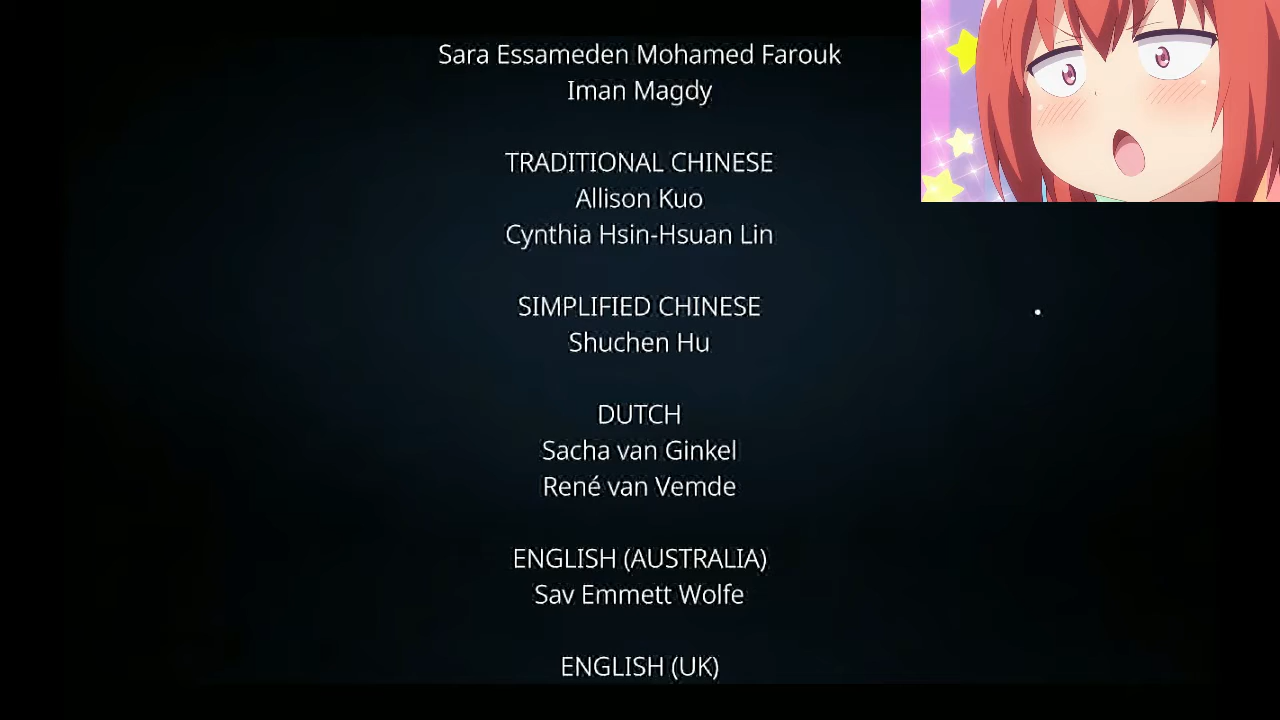 Sara Essameden Mohamed Farouk
Iman Magdy
TRADITIONAL CHINESE
Allison Kuo
Cynthia Hsin-Hsuan Lin
SIMPLIFIED CHINESE
Shuchen Hu
DUTCH
Sacha van Ginkel
René van Vemde
ENGLISH (AUSTRALIA)
Sav Emmett Wolfe
ENGLISH (UK)